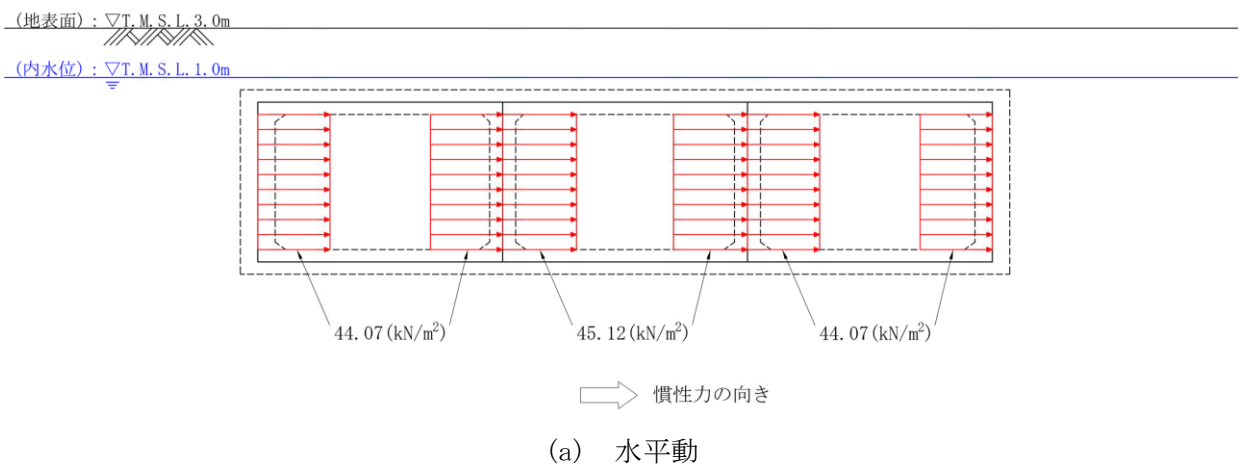 (地表面) : ▽T.M.S.L.3.0m
(内水位) : ▽T.M.S.L.1.0m
44.07(kN/m²) 45.12(kN/m²) 44.07(kN/m²)
慣性力の向き
(a) 水平動